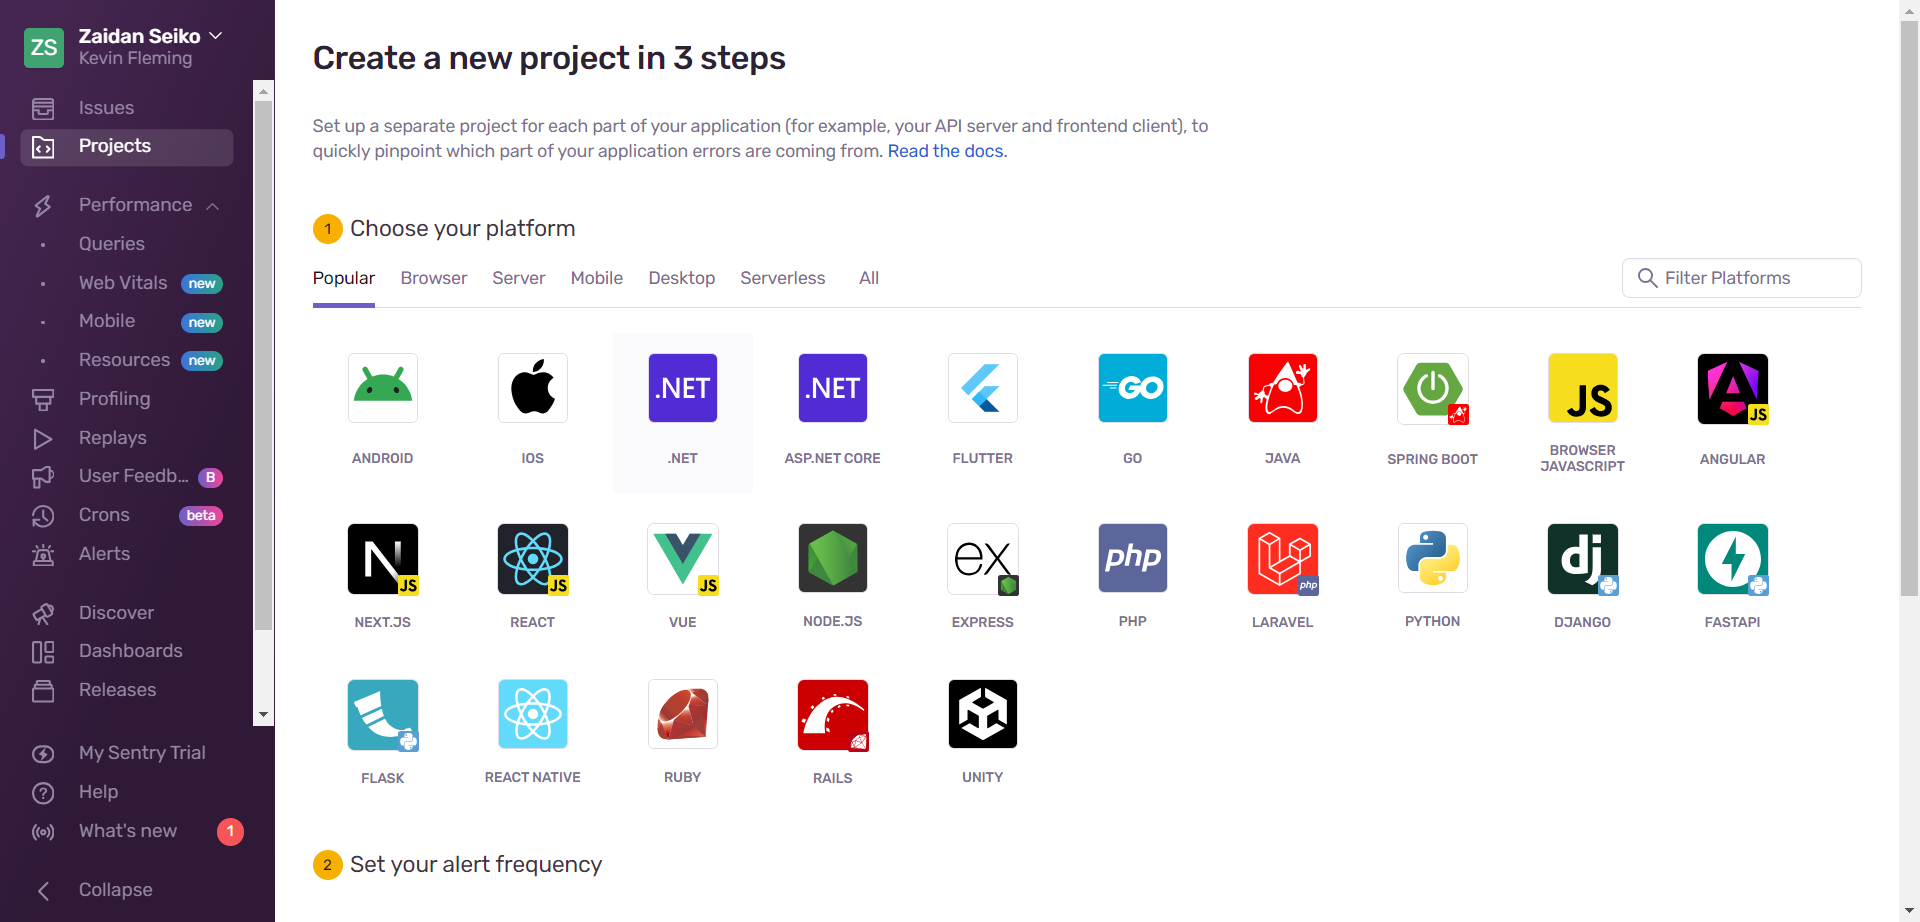 ZS
Zaidan Seiko
Kevin Fleming
Issues
Projects
Performance
Queries
Web Vitals new
Mobile new
Resources new
Profiling
Replays
User Feedb... B
Crons beta
Alerts
Discover
Dashboards
Releases
My Sentry Trial
Help
What's new 1
Collapse
Create a new project in 3 steps
Set up a separate project for each part of your application (for example, your API server and frontend client), to
quickly pinpoint which part of your application errors are coming from. Read the docs.
1 Choose your platform
Popular Browser Server Mobile Desktop Serverless All Filter Platforms
.NET .NET GO JS JS
ANDROID IOS .NET ASP.NET CORE FLUTTER GO JAVA SPRING BOOT BROWSER JAVASCRIPT ANGULAR
N JS JS JS ex php php dj
NEXT.JS REACT VUE NODE.JS EXPRESS PHP LARAVEL PYTHON DJANGO FASTAPI
FLASK REACT NATIVE RUBY RAILS UNITY
2 Set your alert frequency